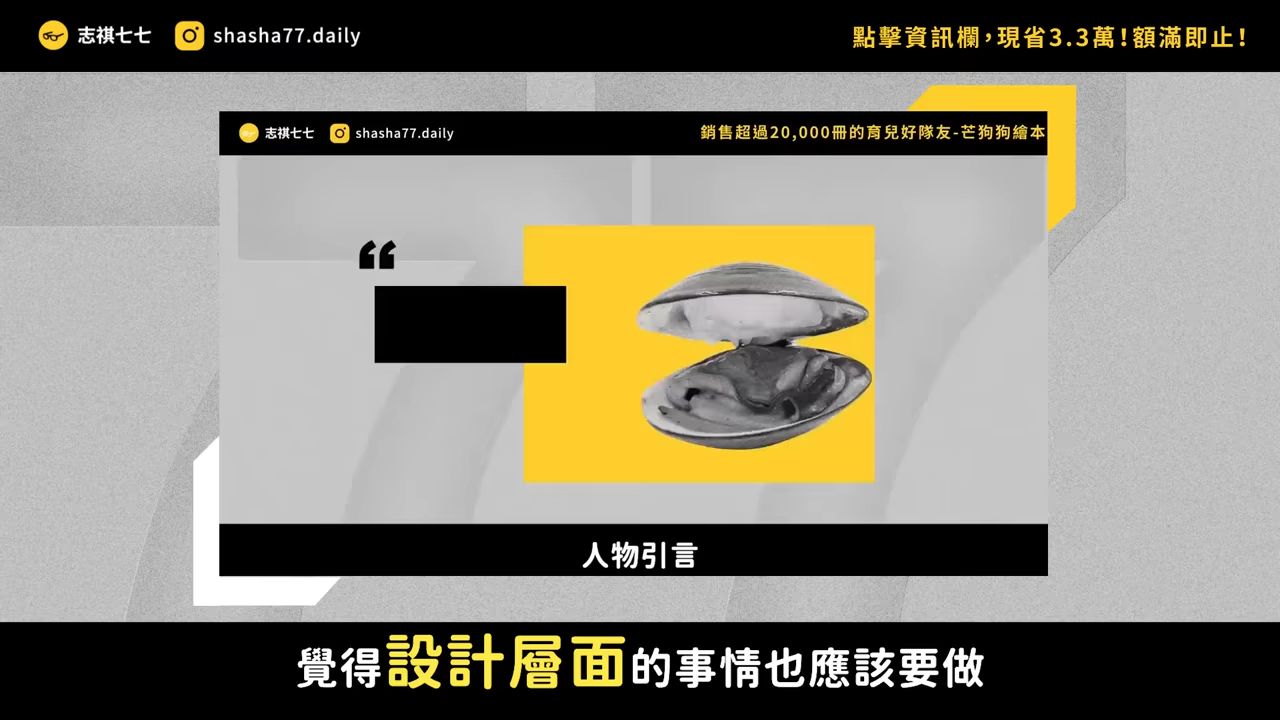 志祺七七 shasha77.daily 點擊資訊欄,現省3.3萬!額滿即止!
志祺七七 shasha77.daily 銷售超過20,000冊的育兒好隊友-芒狗狗繪本
“
人物引言
覺得設計層面的事情也應該要做